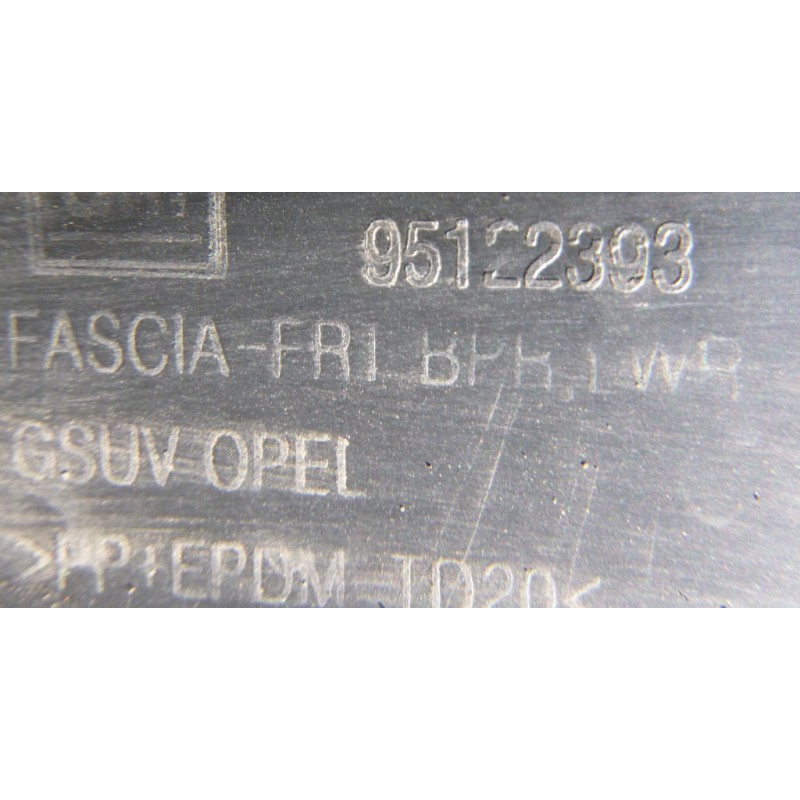 95122393
FASCIA-FRT BPR, LWR
GSUV OPEL
>PP+EPDM-TD20<